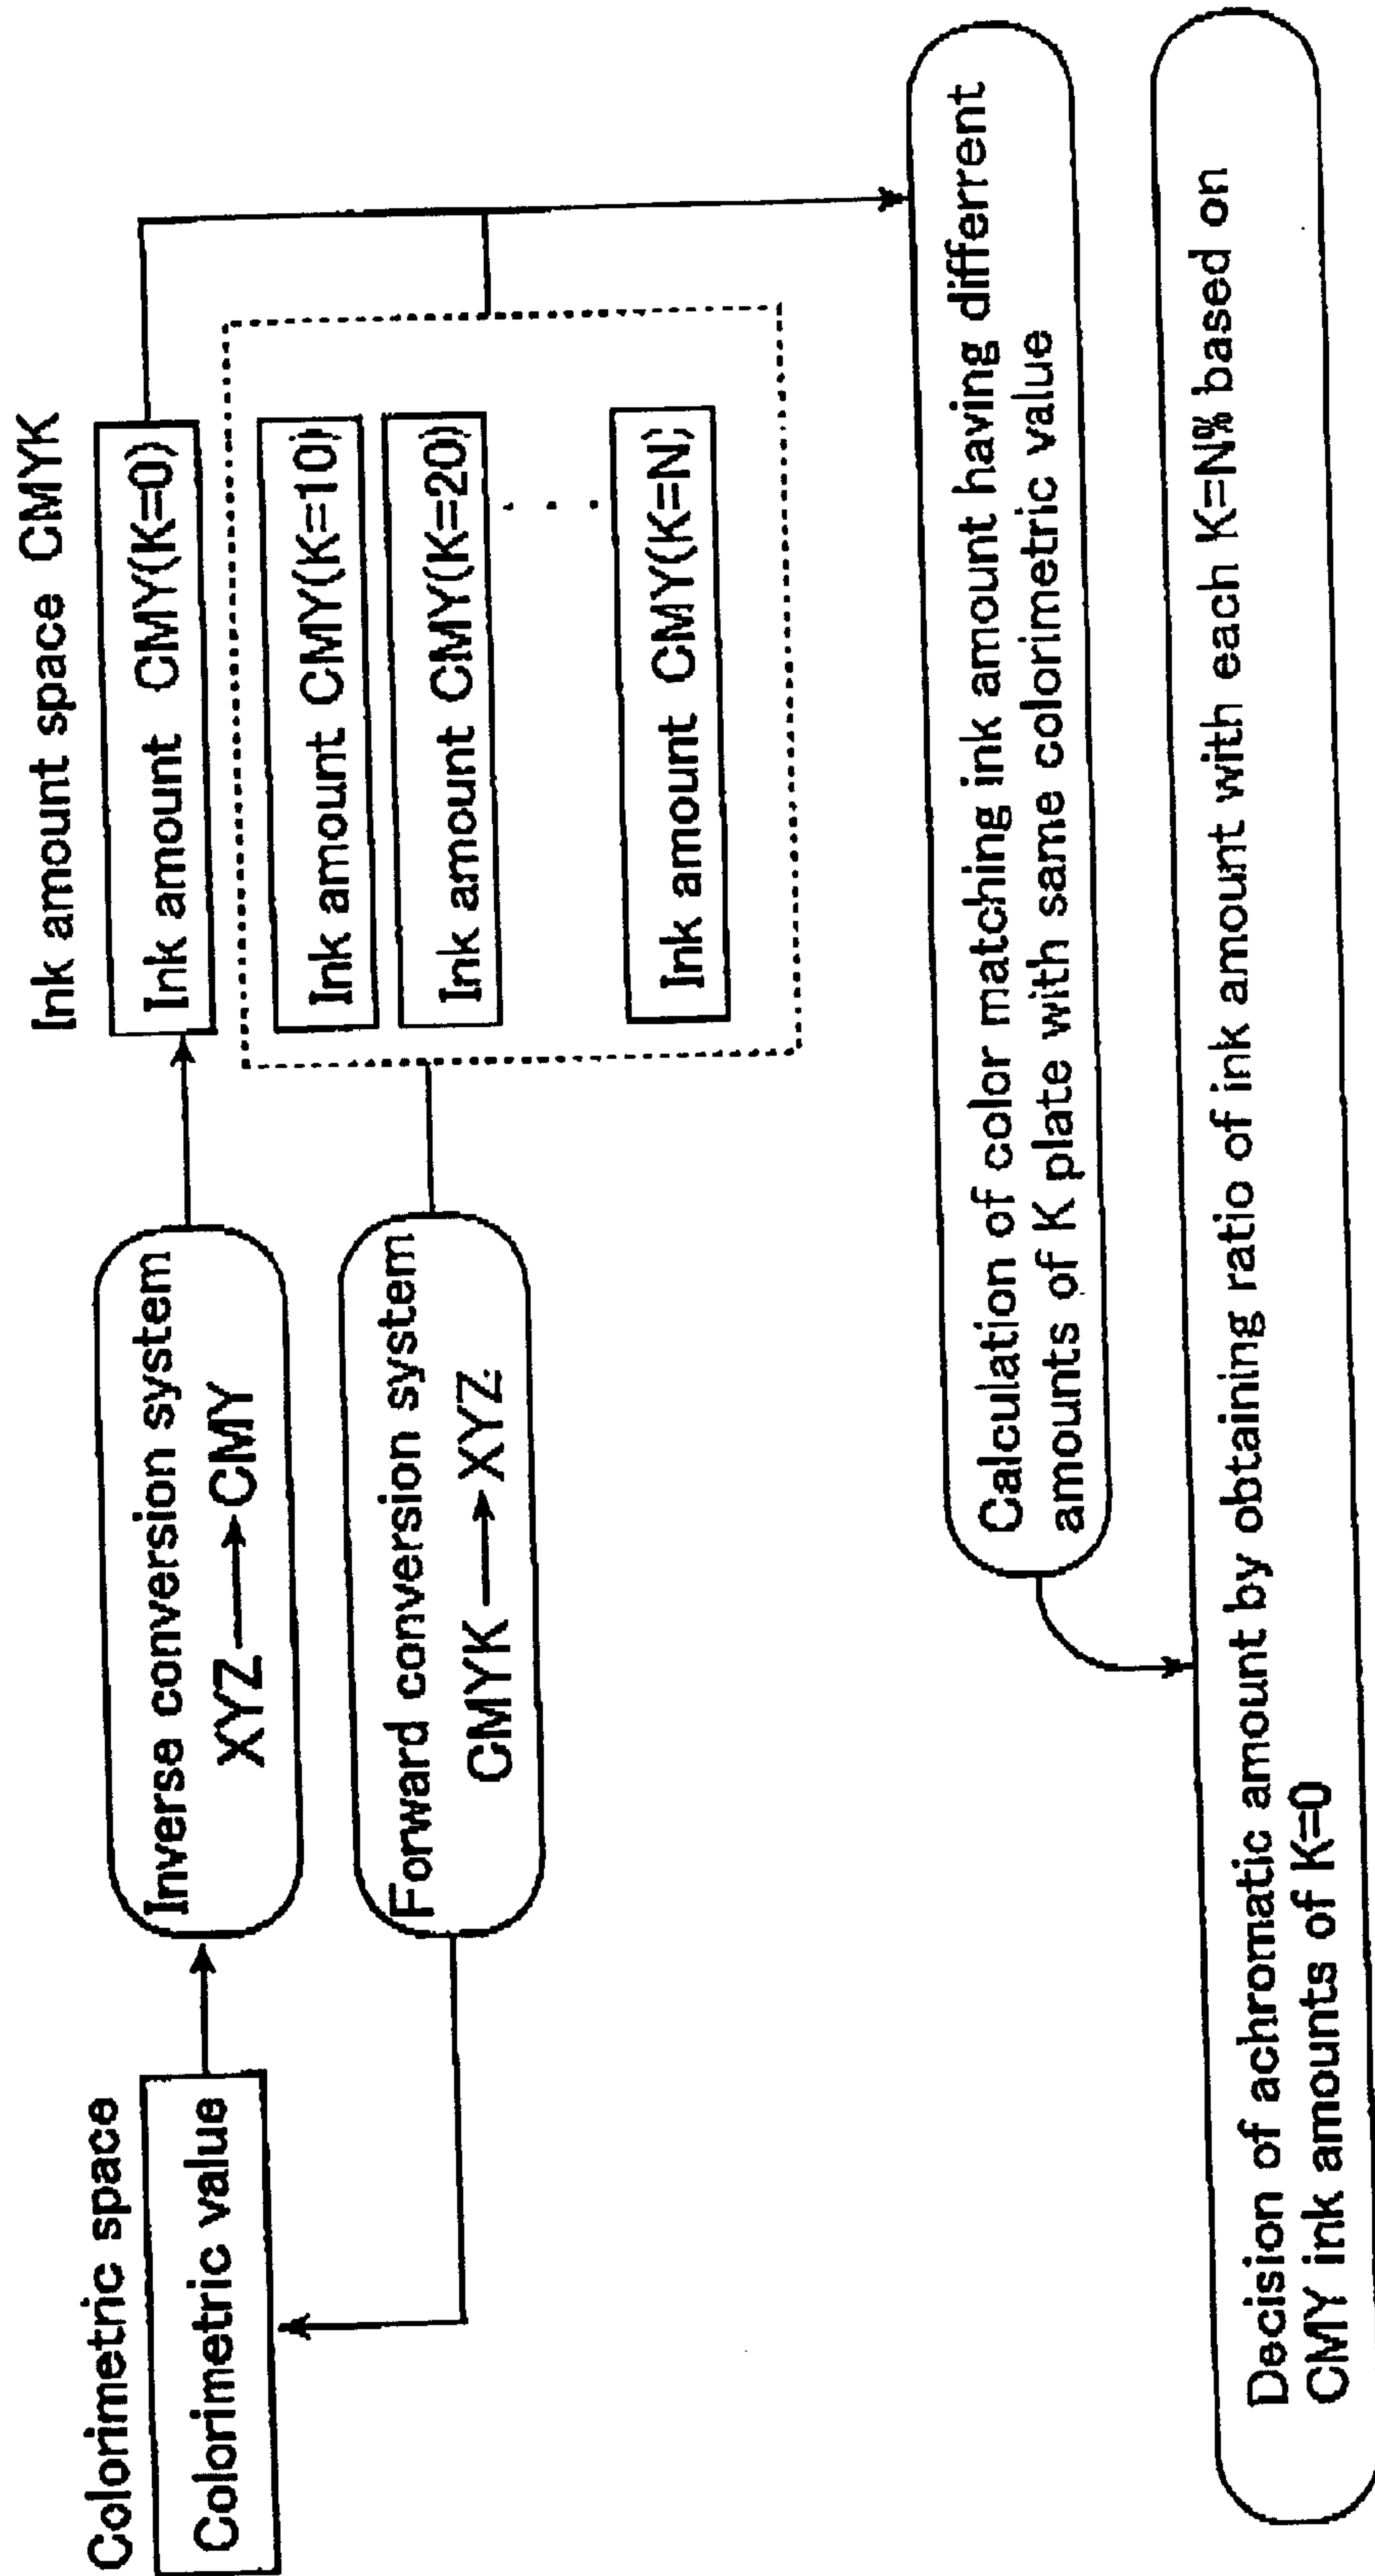 Colorimetric space
Colorimetric value
Inverse conversion system
XYZ → CMY
Forward conversion system
CMYK → XYZ
Ink amount space CMYK
Ink amount CMY(K=0)
Ink amount CMY(K=10)
Ink amount CMY(K=20)
. . .
Ink amount CMY(K=N)
Calculation of color matching ink amount having differrent
amounts of K plate with same colorimetric value
Decision of achromatic amount by obtaining ratio of ink amount with each K=N% based on
CMY ink amounts of K=0